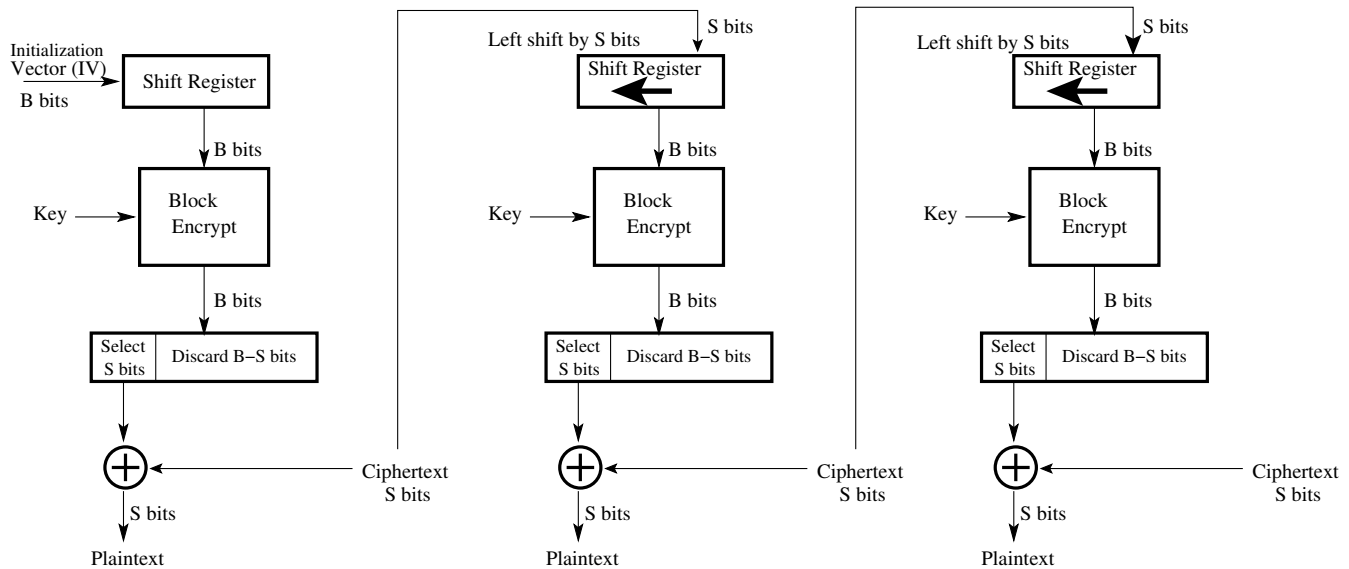 Initialization
Vector (IV)
B bits
Shift Register
B bits
Key
Block
Encrypt
B bits
Select
S bits
Discard B−S bits
S bits
Plaintext
Ciphertext
S bits
S bits
Left shift by S bits
Shift Register
B bits
Key
Block
Encrypt
B bits
Select
S bits
Discard B−S bits
S bits
Plaintext
Ciphertext
S bits
S bits
Left shift by S bits
Shift Register
B bits
Key
Block
Encrypt
B bits
Select
S bits
Discard B−S bits
S bits
Plaintext
Ciphertext
S bits